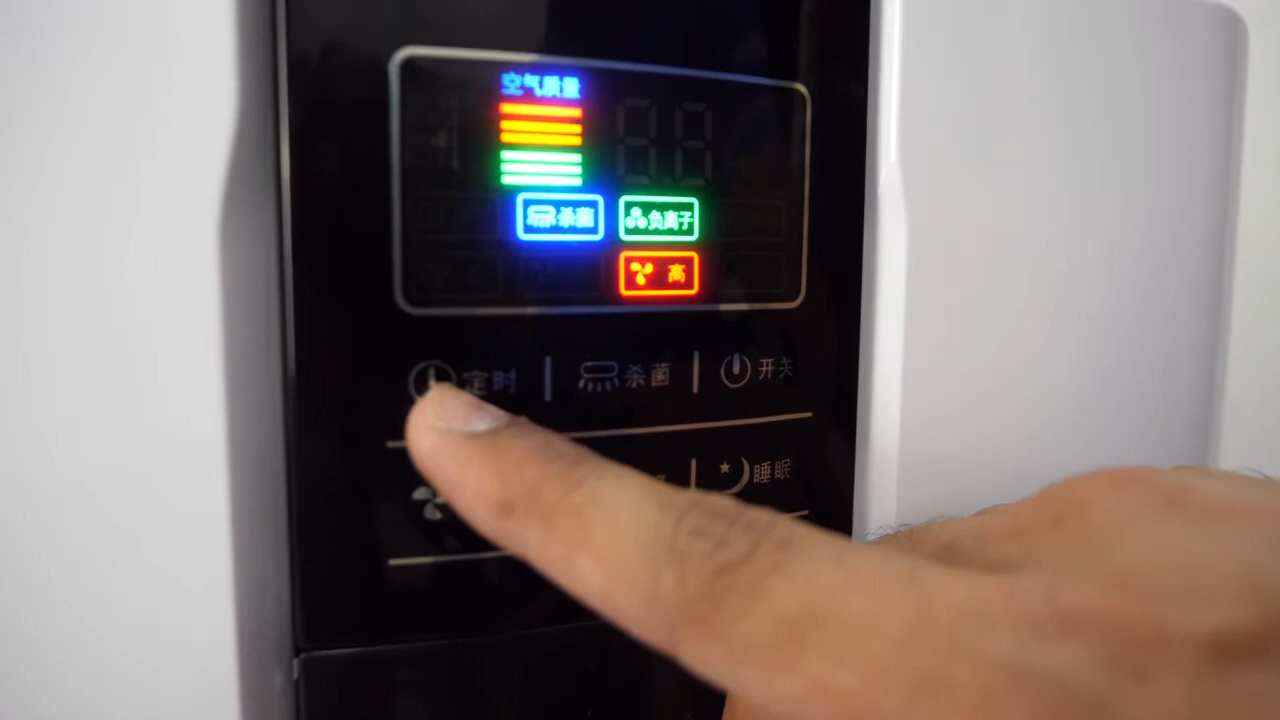 空气质量
杀菌 负离子
高
定时 杀菌 开关
睡眠